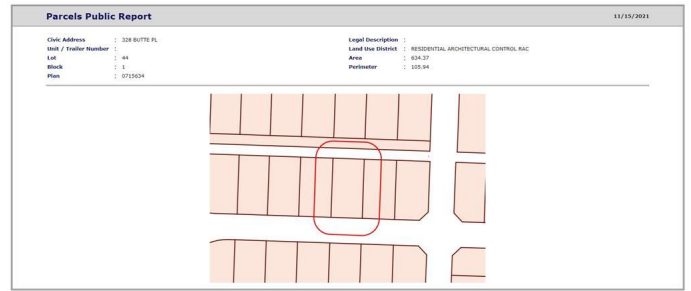 Parcels Public Report 11/15/2021
Civic Address : 328 BUTTE PL
Unit / Trailer Number :
Lot : 44
Block : 1
Plan : 0715634
Legal Description :
Land Use District : RESIDENTIAL ARCHITECTURAL CONTROL RAC
Area : 634.37
Perimeter : 105.94